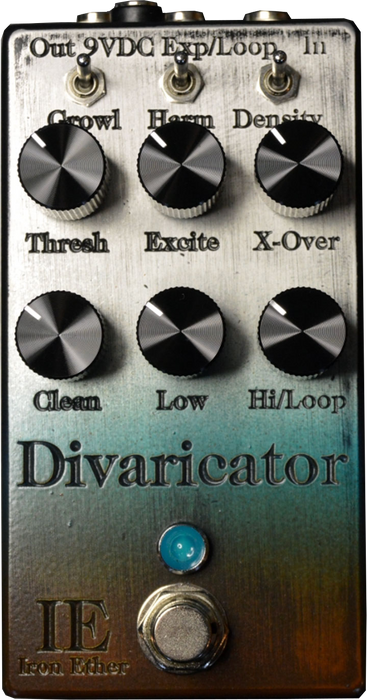 Out 9VDC Exp/Loop In
Growl Harm Density
Thresh Excite X-Over
Clean Low Hi/Loop
Divaricator
IE
Iron Ether